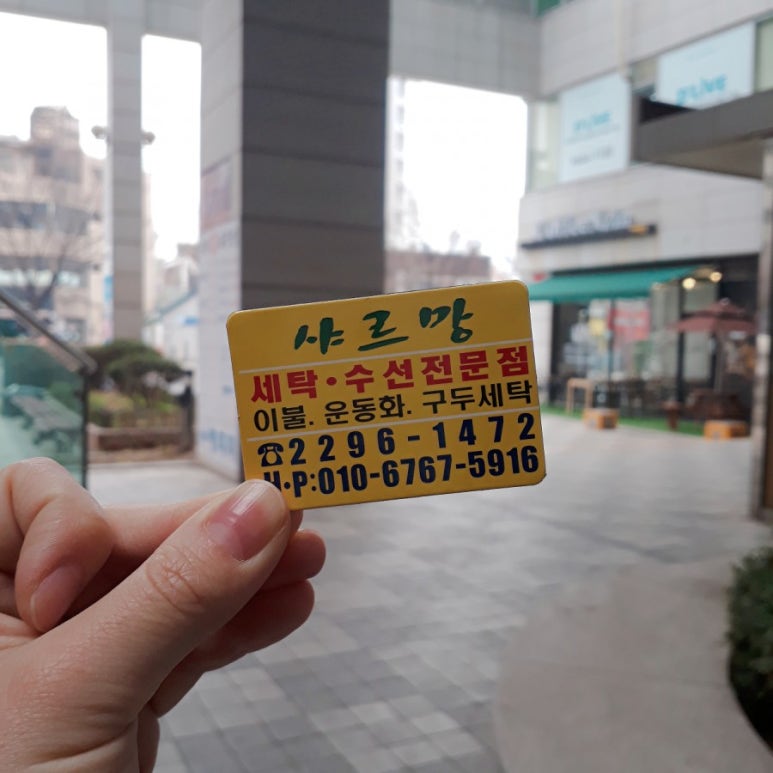 샤르망
세탁·수선전문점
이불. 운동화. 구두세탁
☎2296-1472
H·P:010-6767-5916